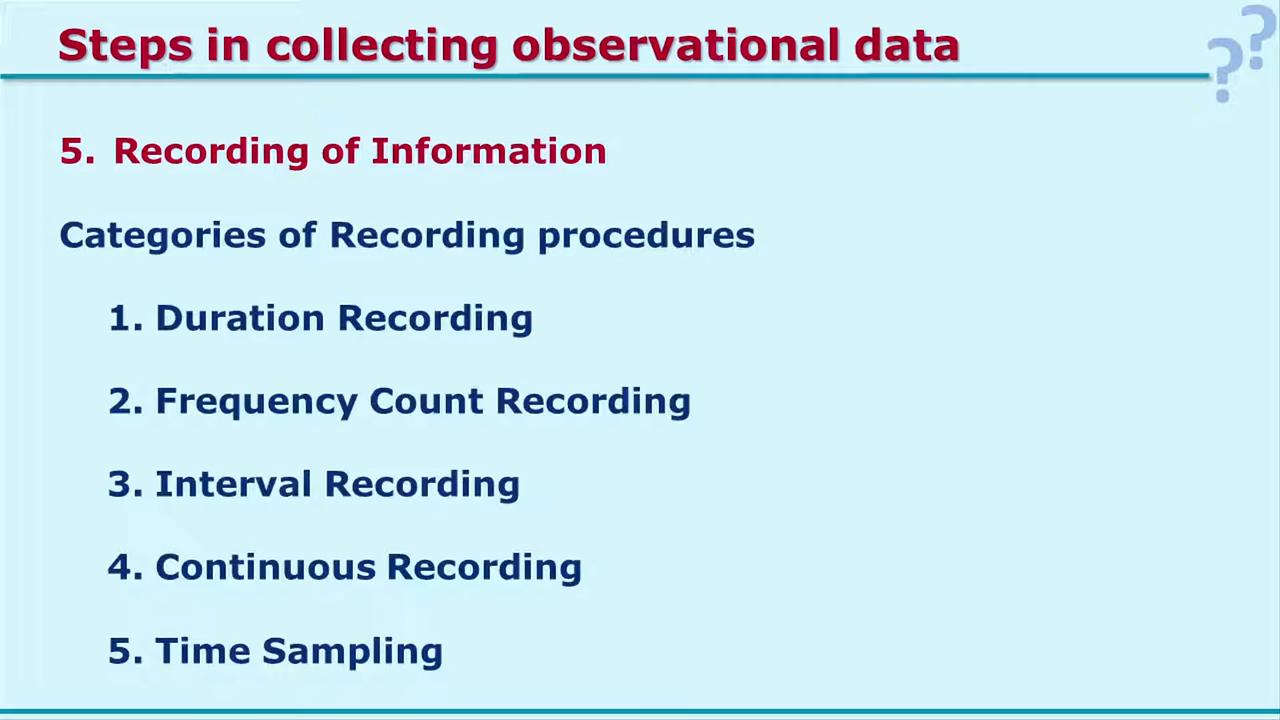 Steps in collecting observational data
??
5. Recording of Information
Categories of Recording procedures
1. Duration Recording
2. Frequency Count Recording
3. Interval Recording
4. Continuous Recording
5. Time Sampling